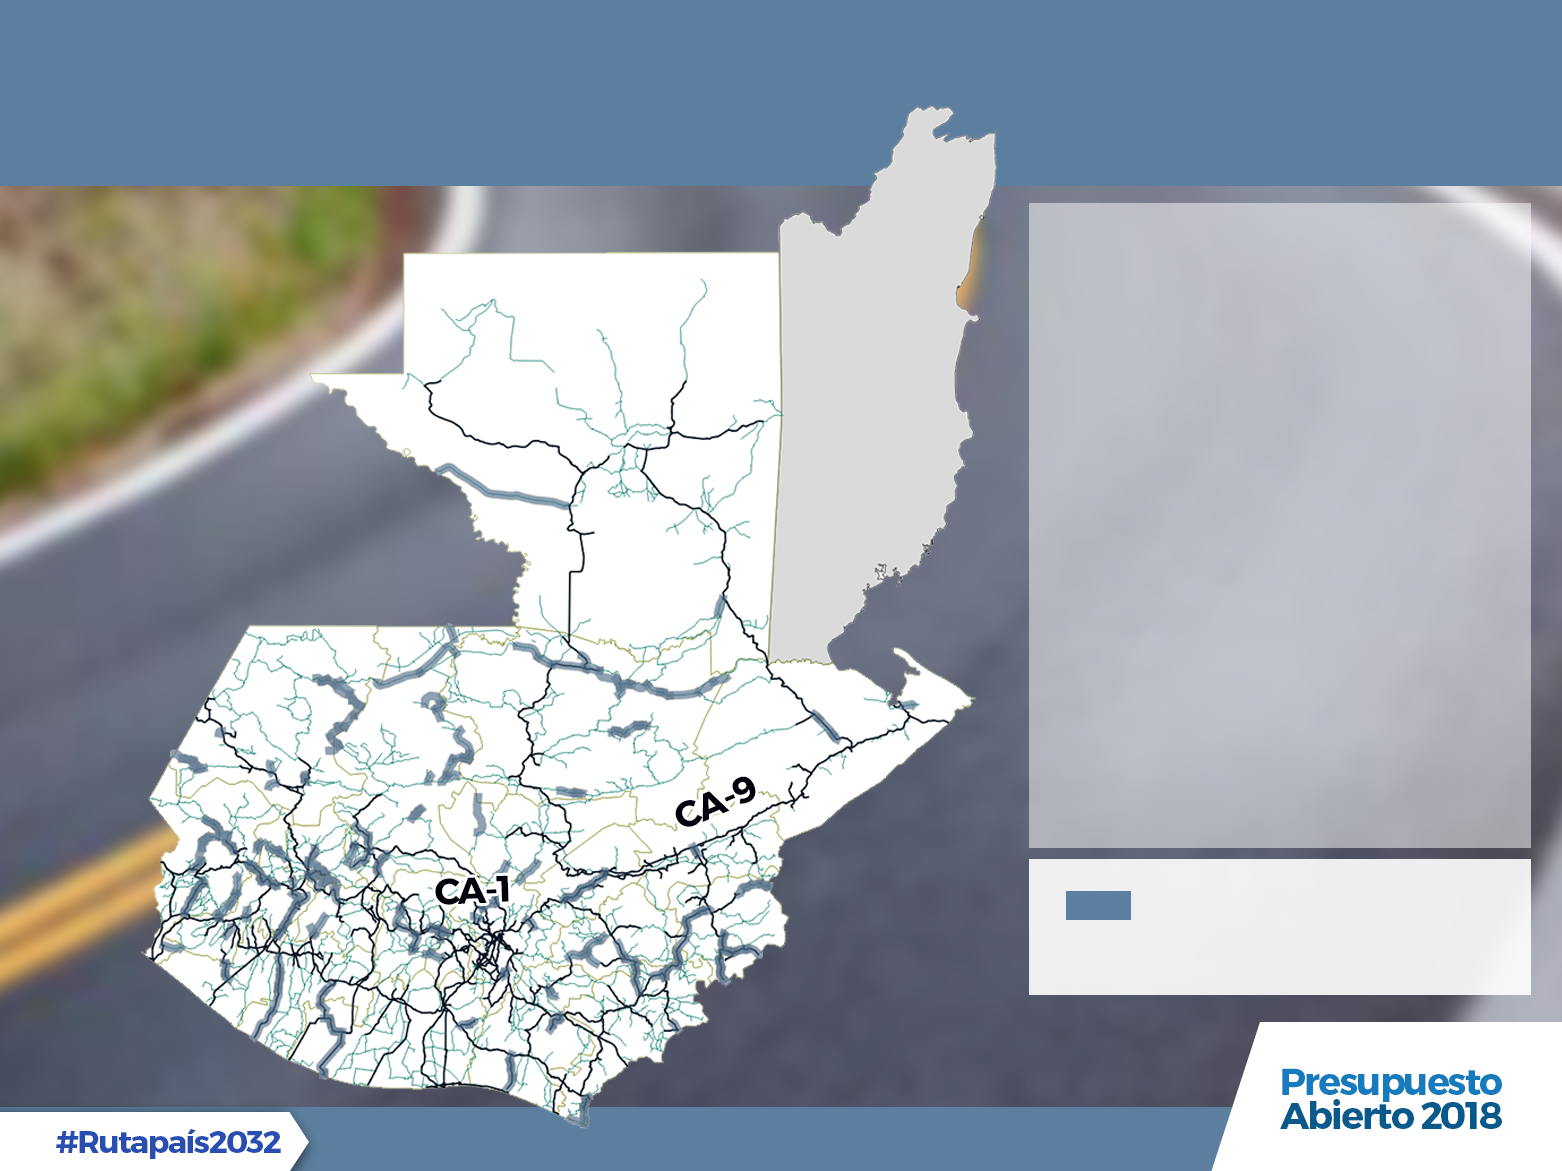 CA-9
CA-1
#Rutapaís2032
Presupuesto
Abierto 2018